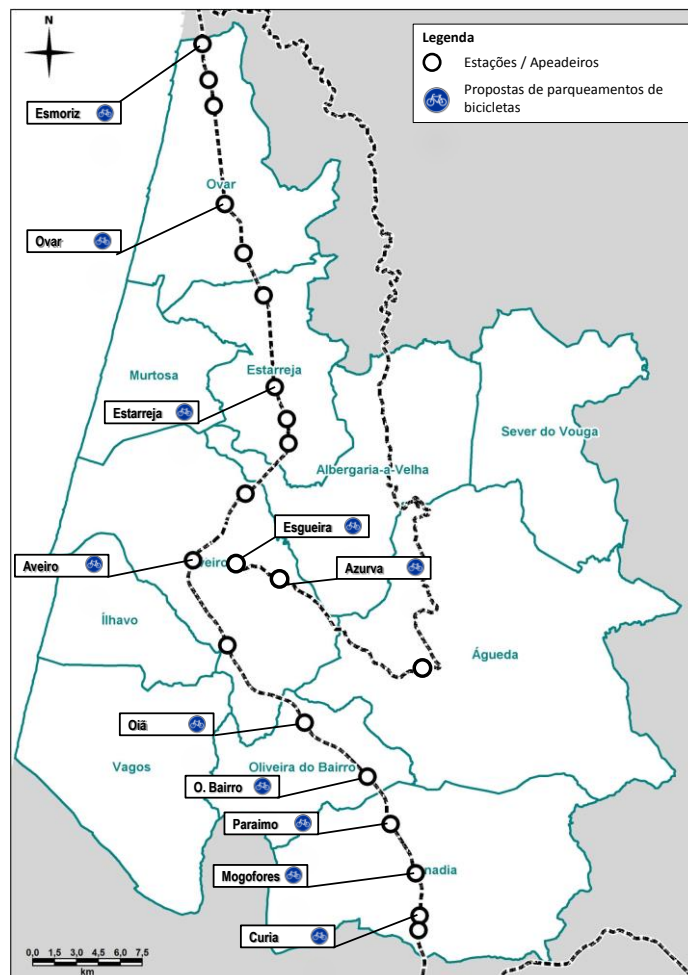 N
Legenda
Estações / Apeadeiros
Propostas de parqueamentos de
bicicletas
Esmoriz
Ovar
Ovar
Murtosa
Estarreja
Estarreja
Sever do Vouga
Albergaria-a-Velha
Esgueira
Aveiro
veiro
Azurva
Ílhavo
Águeda
Oiã
Vagos
Oliveira do Bairro
O. Bairro
Paraimo
Mogofores
nadia
Curia
0,0 1,5 3,0 4,5 6,0 7,5
km